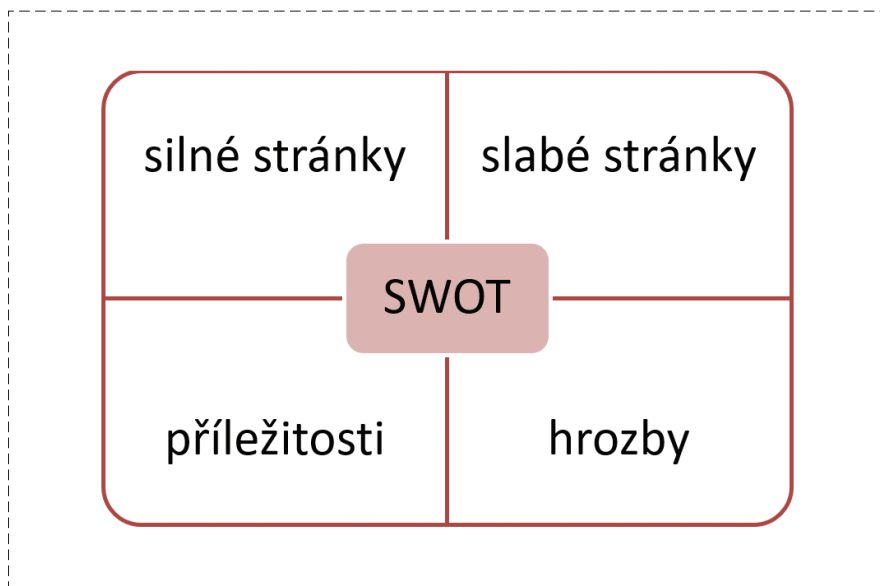 silné stránky
slabé stránky
SWOT
příležitosti
hrozby